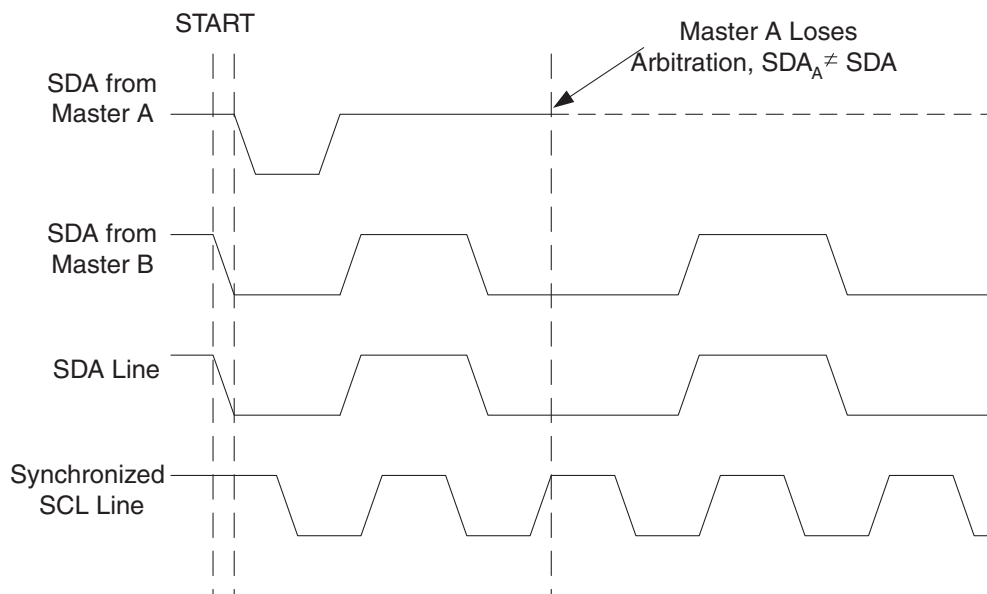 START
Master A Loses
Arbitration, SDA_A ≠ SDA
SDA from
Master A
SDA from
Master B
SDA Line
Synchronized
SCL Line